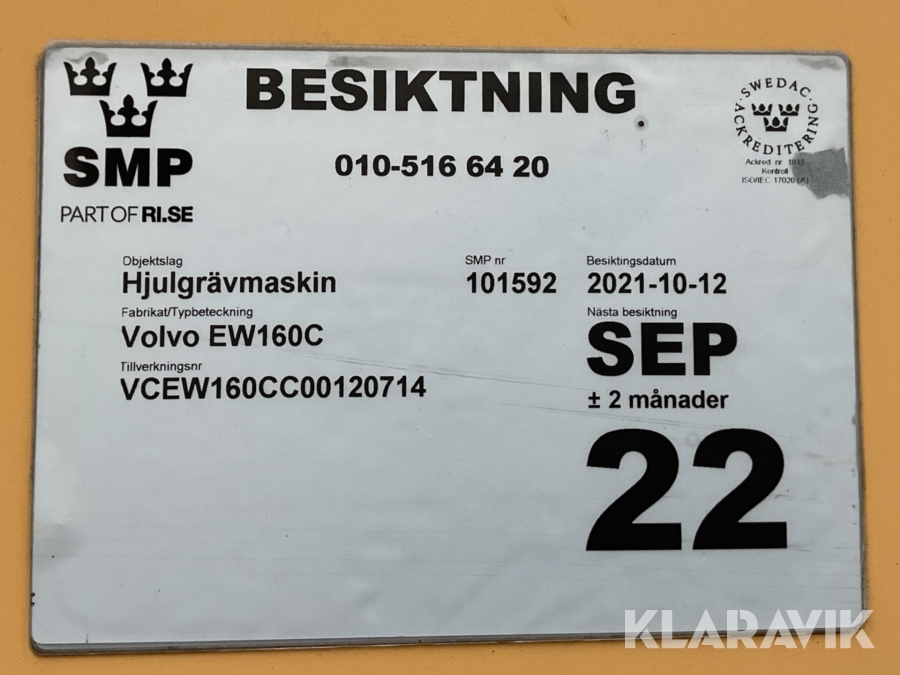 BESIKTNING
SMP
PART OF RI.SE
010-516 64 20
SWEDAC
ACKREDITERING
Ackred nr 1013
Kontroll
ISO/IEC 17020 (A)
Objektslag
Hjulgrävmaskin
SMP nr
101592
Besiktingsdatum
2021-10-12
Fabrikat/Typbeteckning
Volvo EW160C
Nästa besiktning
SEP
± 2 månader
22
Tillverkningsnr
VCEW160CC00120714
KLARAVIK